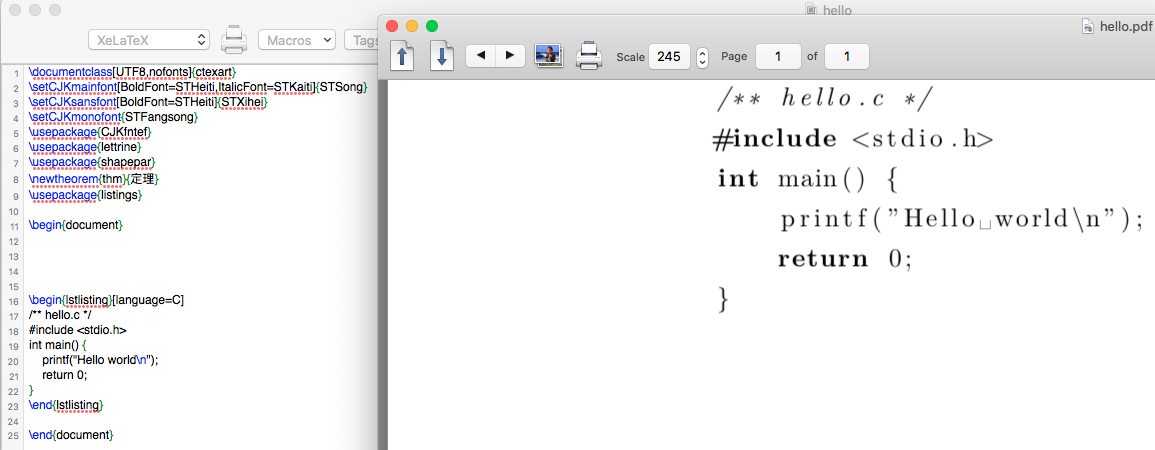 hello
XeLaTeX
Macros
Tags
1 \documentclass[UTF8,nofonts]{ctexart}
2 \setCJKmainfont[BoldFont=STHeiti,ItalicFont=STKaiti]{STSong}
3 \setCJKsansfont[BoldFont=STHeiti]{STXihei}
4 \setCJKmonofont{STFangsong}
5 \usepackage{CJKfntef}
6 \usepackage{lettrine}
7 \usepackage{shapepar}
8 \newtheorem{thm}{定理}
9 \usepackage{listings}
10
11 \begin{document}
12
13
14
15
16 \begin{lstlisting}[language=C]
17 /** hello.c */
18 #include <stdio.h>
19 int main() {
20 printf("Hello world\n");
21 return 0;
22 }
23 \end{lstlisting}
24
25 \end{document}
hello.pdf
Scale 245 Page 1 of 1
/** hello.c */
#include <stdio.h>
int main() {
printf("Hello␣world\n");
return 0;
}